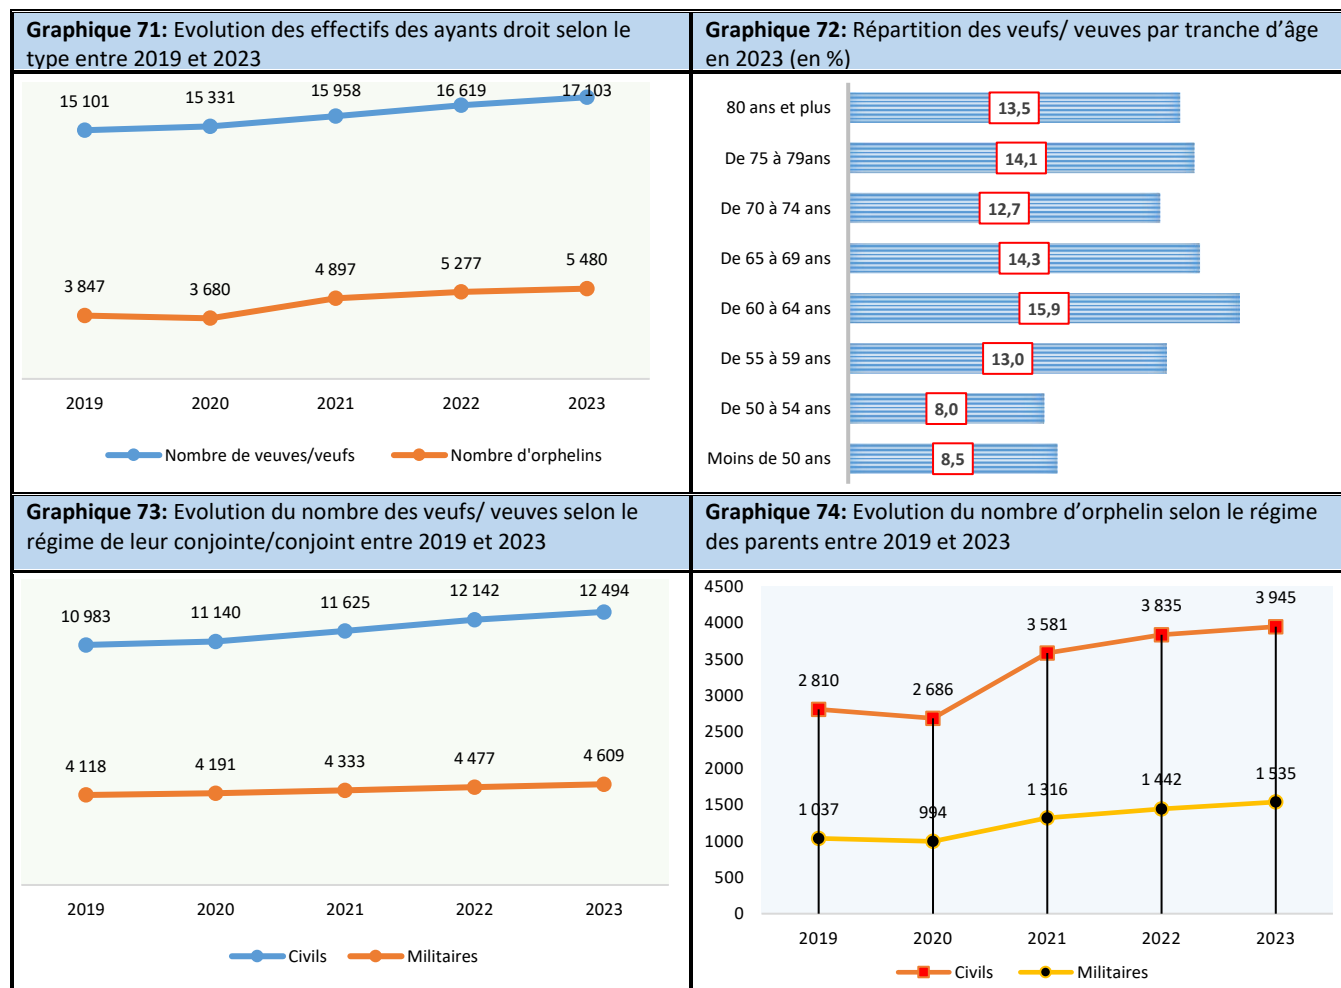 Graphique 71: Evolution des effectifs des ayants droit selon le
type entre 2019 et 2023
15 101
15 331
15 958
16 619
17 103
3 847
3 680
4 897
5 277
5 480
2019
2020
2021
2022
2023
Nombre de veuves/veufs
Nombre d'orphelins
Graphique 72: Répartition des veufs/ veuves par tranche d’âge
en 2023 (en %)
80 ans et plus
13,5
De 75 à 79ans
14,1
De 70 à 74 ans
12,7
De 65 à 69 ans
14,3
De 60 à 64 ans
15,9
De 55 à 59 ans
13,0
De 50 à 54 ans
8,0
Moins de 50 ans
8,5
Graphique 73: Evolution du nombre des veufs/ veuves selon le
régime de leur conjointe/conjoint entre 2019 et 2023
10 983
11 140
11 625
12 142
12 494
4 118
4 191
4 333
4 477
4 609
2019
2020
2021
2022
2023
Civils
Militaires
Graphique 74: Evolution du nombre d’orphelin selon le régime
des parents entre 2019 et 2023
4500
4000
3500
3000
2500
2000
1500
1000
500
0
2 810
2 686
3 581
3 835
3 945
1 037
994
1 316
1 442
1 535
2019
2020
2021
2022
2023
Civils
Militaires